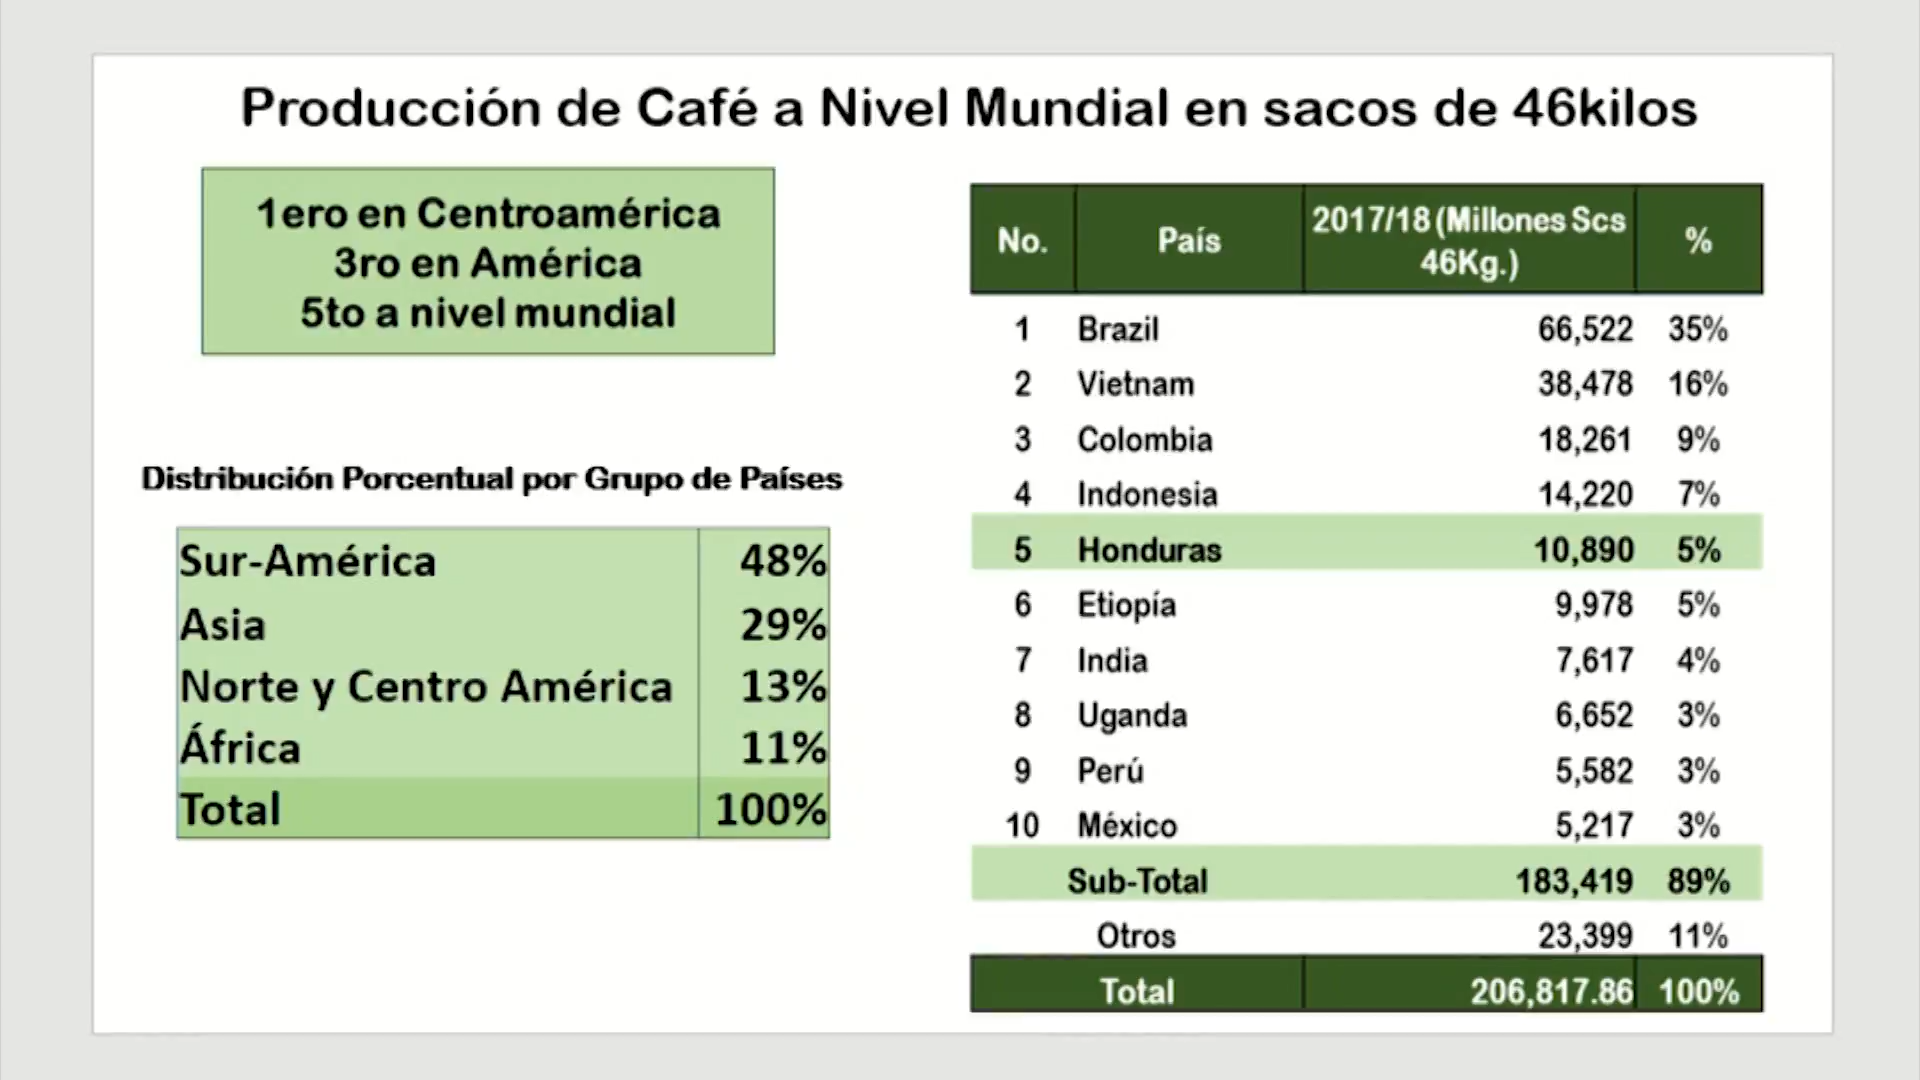 Producción de Café a Nivel Mundial en sacos de 46kilos
1ero en Centroamérica
3ro en América
5to a nivel mundial
Distribución Porcentual por Grupo de Países
Sur-América 48%
Asia 29%
Norte y Centro América 13%
África 11%
Total 100%
No. País 2017/18 (Millones Scs 46Kg.) %
1 Brazil 66,522 35%
2 Vietnam 38,478 16%
3 Colombia 18,261 9%
4 Indonesia 14,220 7%
5 Honduras 10,890 5%
6 Etiopía 9,978 5%
7 India 7,617 4%
8 Uganda 6,652 3%
9 Perú 5,582 3%
10 México 5,217 3%
Sub-Total 183,419 89%
Otros 23,399 11%
Total 206,817.86 100%